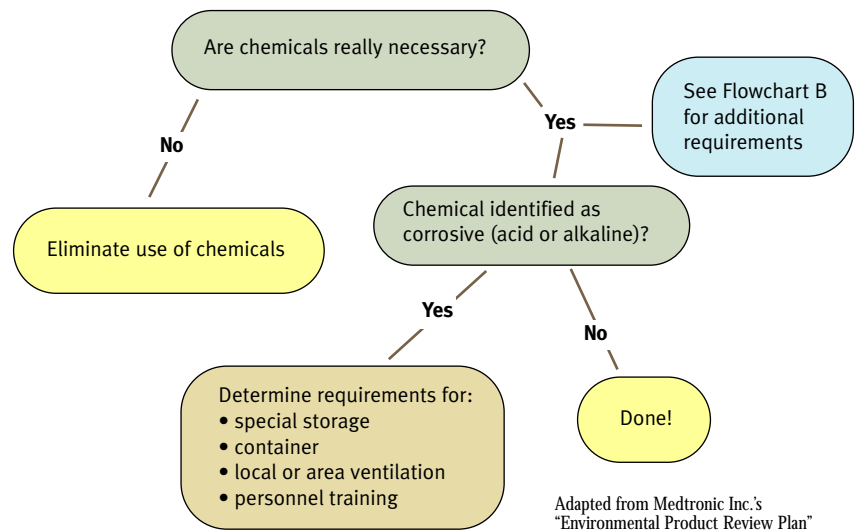 Are chemicals really necessary?
See Flowchart B
for additional
requirements
Yes
No
Chemical identified as
corrosive (acid or alkaline)?
Eliminate use of chemicals
Yes
No
Determine requirements for:
• special storage
• container
• local or area ventilation
• personnel training
Done!
Adapted from Medtronic Inc.'s
"Environmental Product Review Plan"